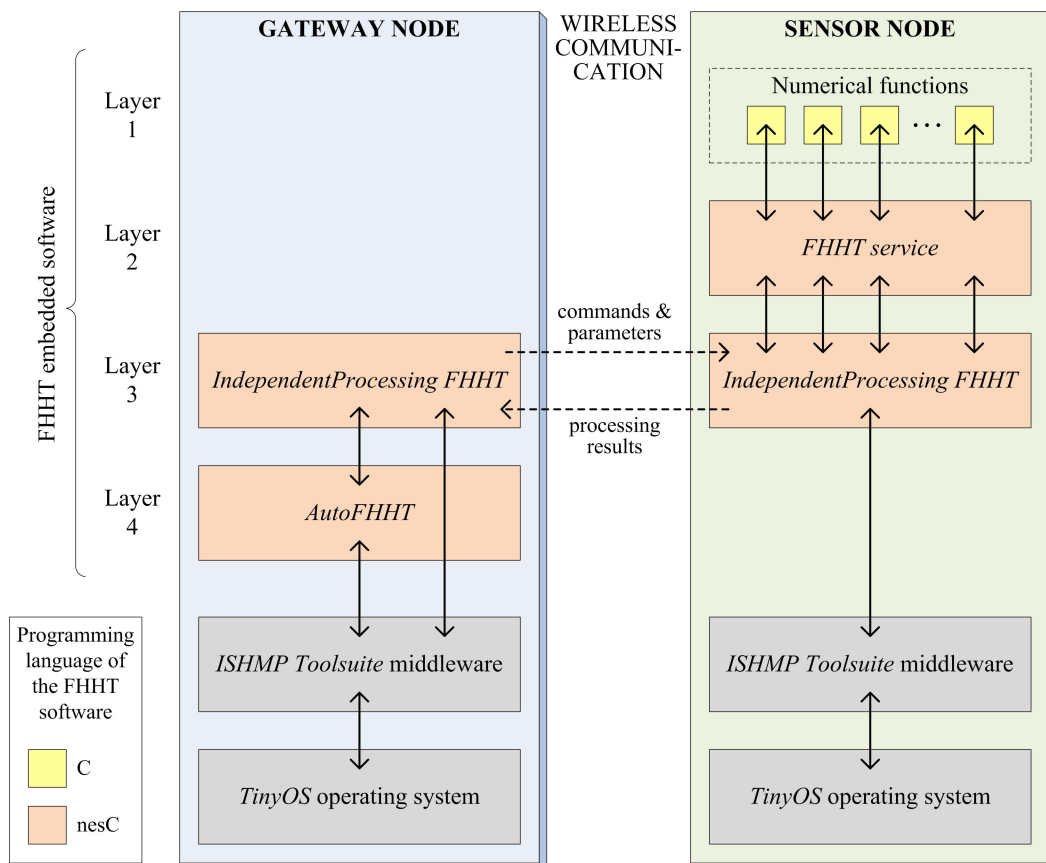 GATEWAY NODE
WIRELESS
COMMUNI-
CATION
SENSOR NODE
FHHT embedded software
Layer
1
Numerical functions
...
Layer
2
FHHT service
commands &
parameters
Layer
3
IndependentProcessing FHHT
IndependentProcessing FHHT
processing
results
Layer
4
AutoFHHT
Programming
language of
the FHHT
software
C
nesC
ISHMP Toolsuite middleware
ISHMP Toolsuite middleware
TinyOS operating system
TinyOS operating system